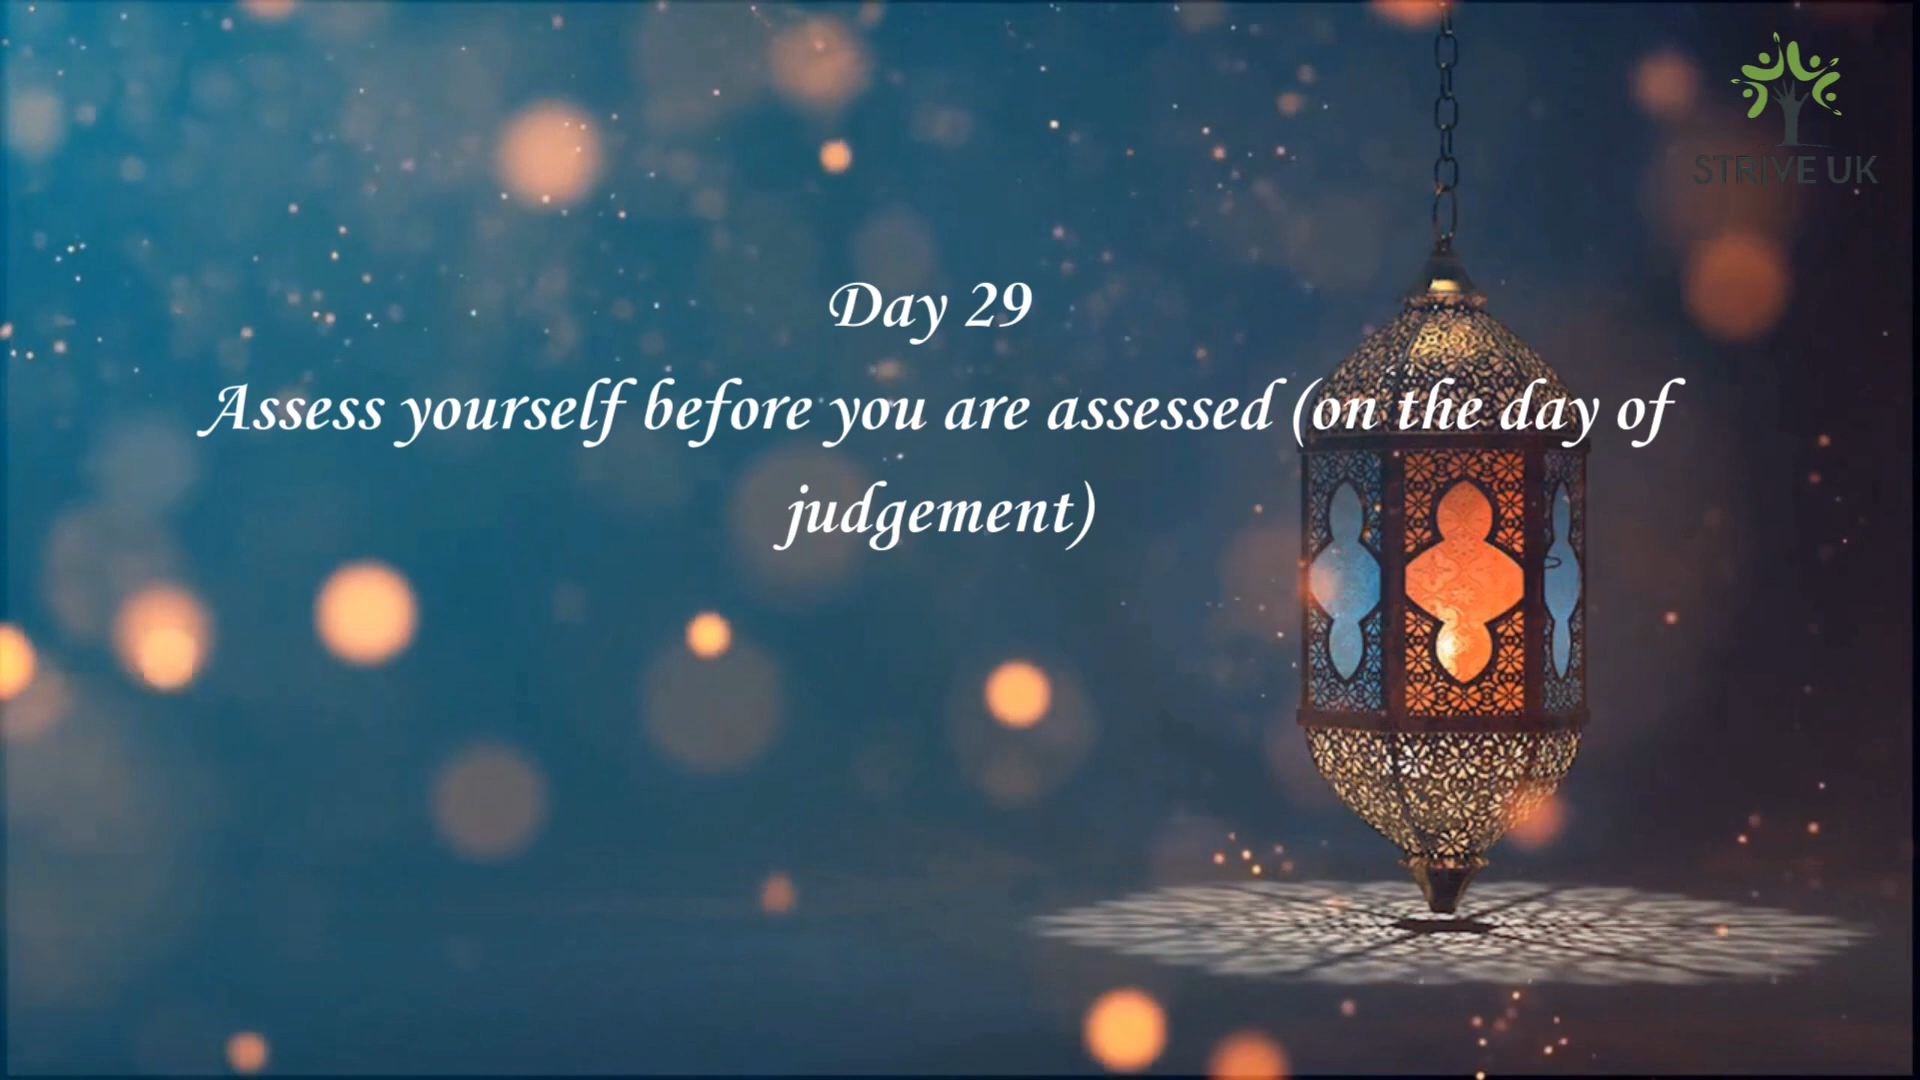 STRIVE UK
Day 29
Assess yourself before you are assessed (on the day of
judgement)